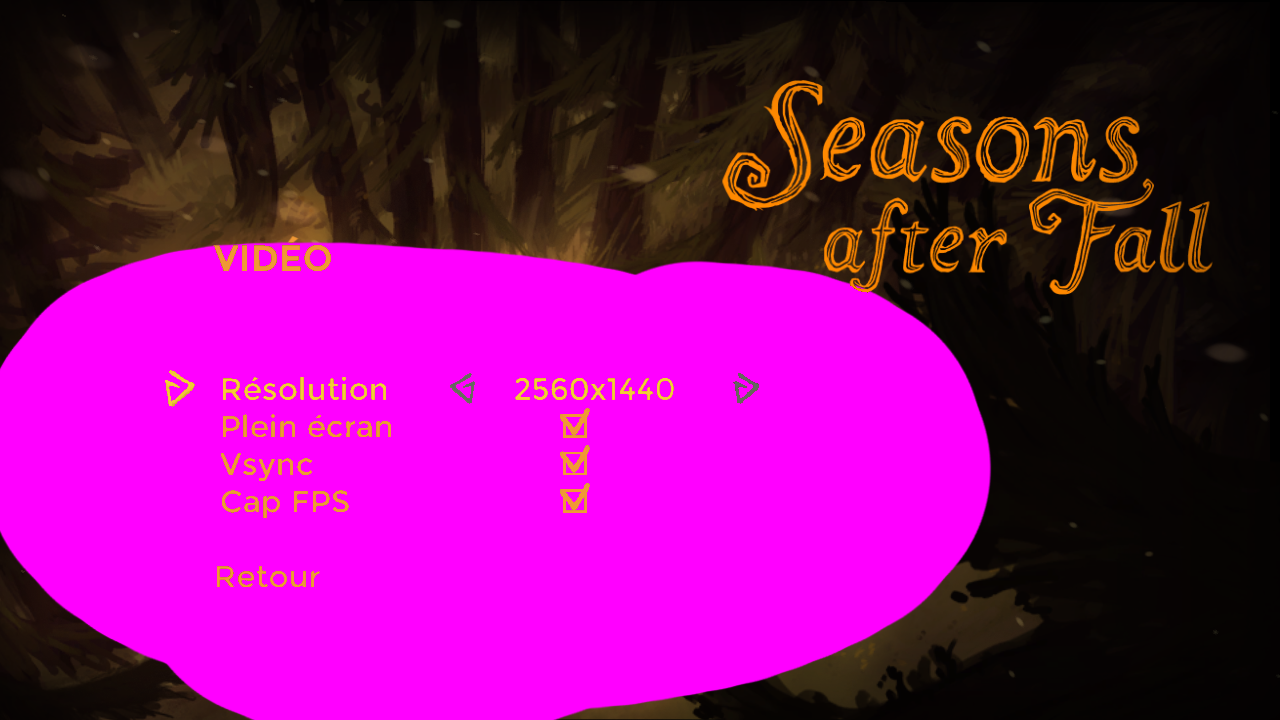 Seasons
after Fall
VIDÉO
Résolution 2560x1440
Plein écran
Vsync
Cap FPS
Retour